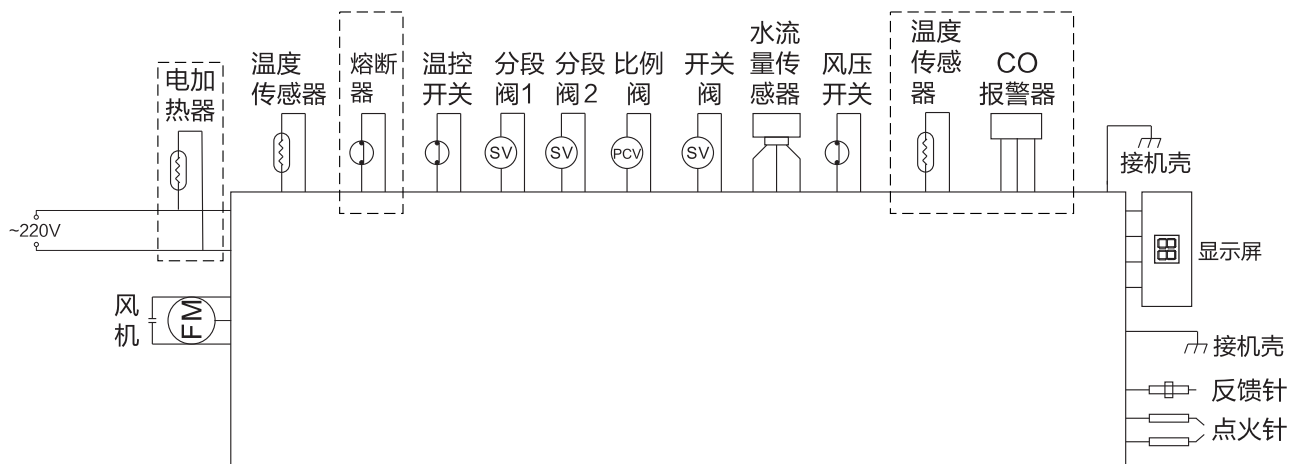 电加
热器
温度
传感器
熔断
器
温控
开关
分段
阀1
分段
阀2
比例
阀
开关
阀
水流
量传
感器
风压
开关
温度
传感
器
CO
报警器
SV
SV
PCV
SV
接机壳
~220V
显示屏
风
机
FM
接机壳
反馈针
点火针